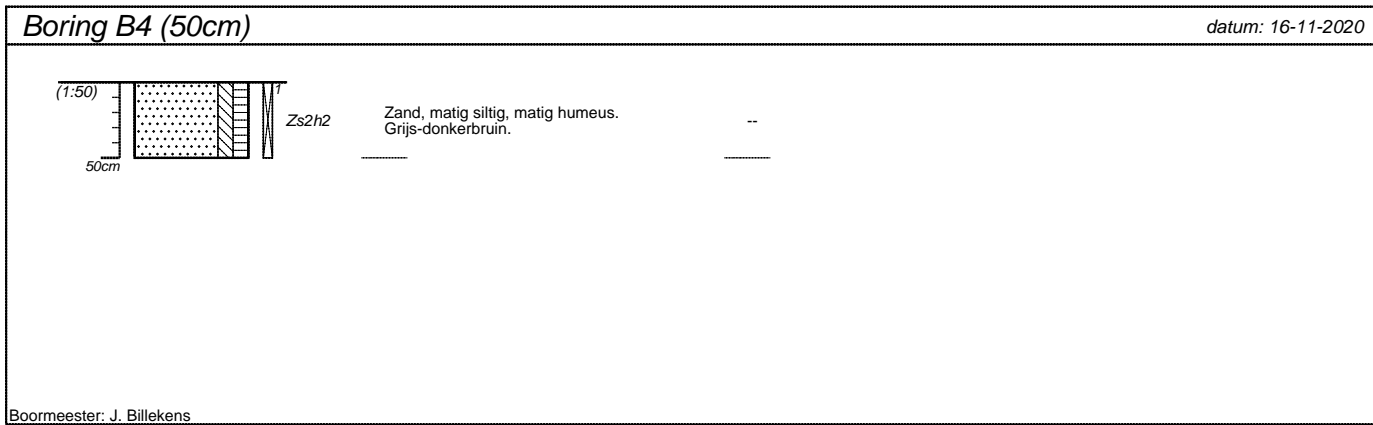 Boring B4 (50cm)
datum: 16-11-2020
(1:50)
1
Zs2h2
Zand, matig siltig, matig humeus.
Grijs-donkerbruin.
--
50cm
Boormeester: J. Billekens